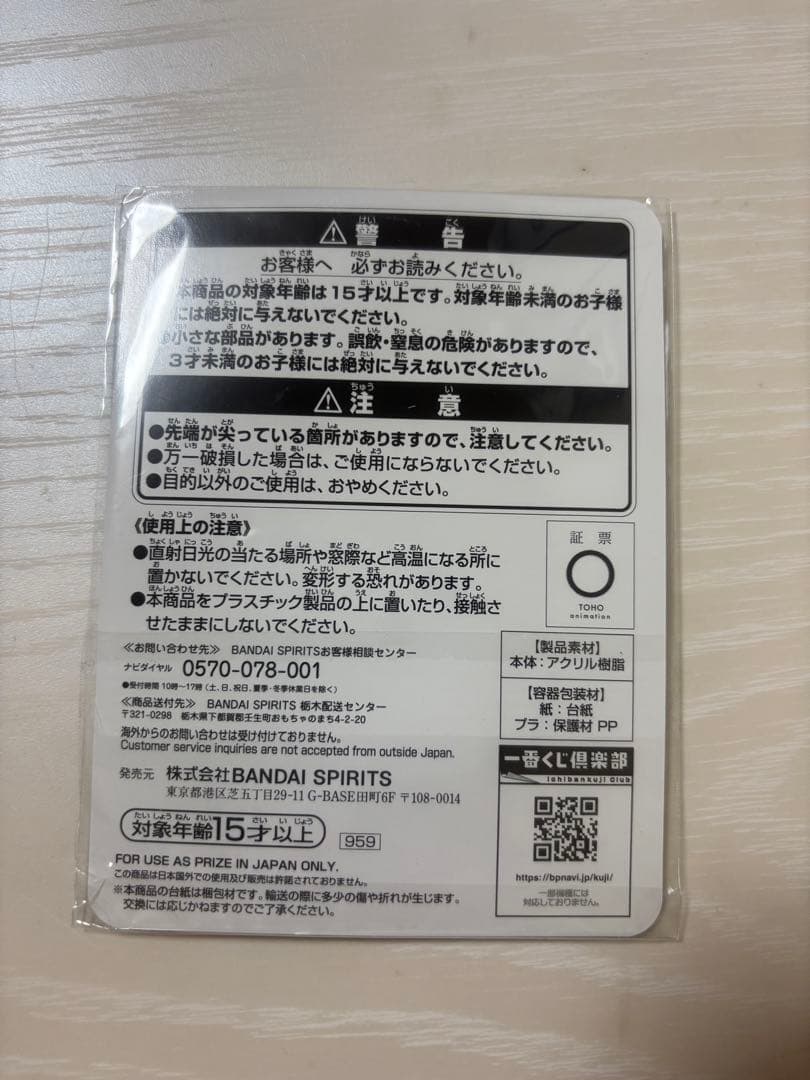 ⚠警告
お客様へ 必ずお読みください。
本商品の対象年齢は15才以上です。対象年齢未満のお子様
には絶対に与えないでください。
●小さな部品があります。誤飲・窒息の危険がありますので、
3才未満のお子様には絶対に与えないでください。
⚠注意
●先端が尖っている箇所がありますので、注意してください。
●万一破損した場合は、ご使用にならないでください。
●目的以外のご使用は、おやめください。
《使用上の注意》
●直射日光の当たる場所や窓際など高温になる所に
置かないでください。変形する恐れがあります。
●本商品をプラスチック製品の上に置いたり、接触さ
せたままにしないでください。
証票
TOHO
animation
≪お問い合わせ先≫ BANDAI SPIRITSお客様相談センター
ナビダイヤル 0570-078-001
●受付時間 10時～17時(土、日、祝日、夏季・冬季休業日を除く)
≪商品送付先≫ BANDAI SPIRITS 栃木配送センター
〒321-0298 栃木県下都賀郡壬生町おもちゃのまち4-2-20
海外からのお問い合わせは受け付けておりません。
Customer service inquiries are not accepted from outside Japan.
発売元 株式会社BANDAI SPIRITS
東京都港区芝五丁目29-11 G-BASE田町6F 〒108-0014
対象年齢15才以上
959
FOR USE AS PRIZE IN JAPAN ONLY.
この商品は日本国外での使用及び販売は許諾されておりません。
※本商品の台紙は梱包材です。輸送の際に多少の傷や折れが生じます。
交換には応じかねますのでご了承ください。
【製品素材】
本体：アクリル樹脂
【容器包装材】
紙：台紙
プラ：保護材 PP
一番くじ倶楽部
Ichibankuji Club
https://bpnavi.jp/kuji/
一部機種には
対応しておりません。